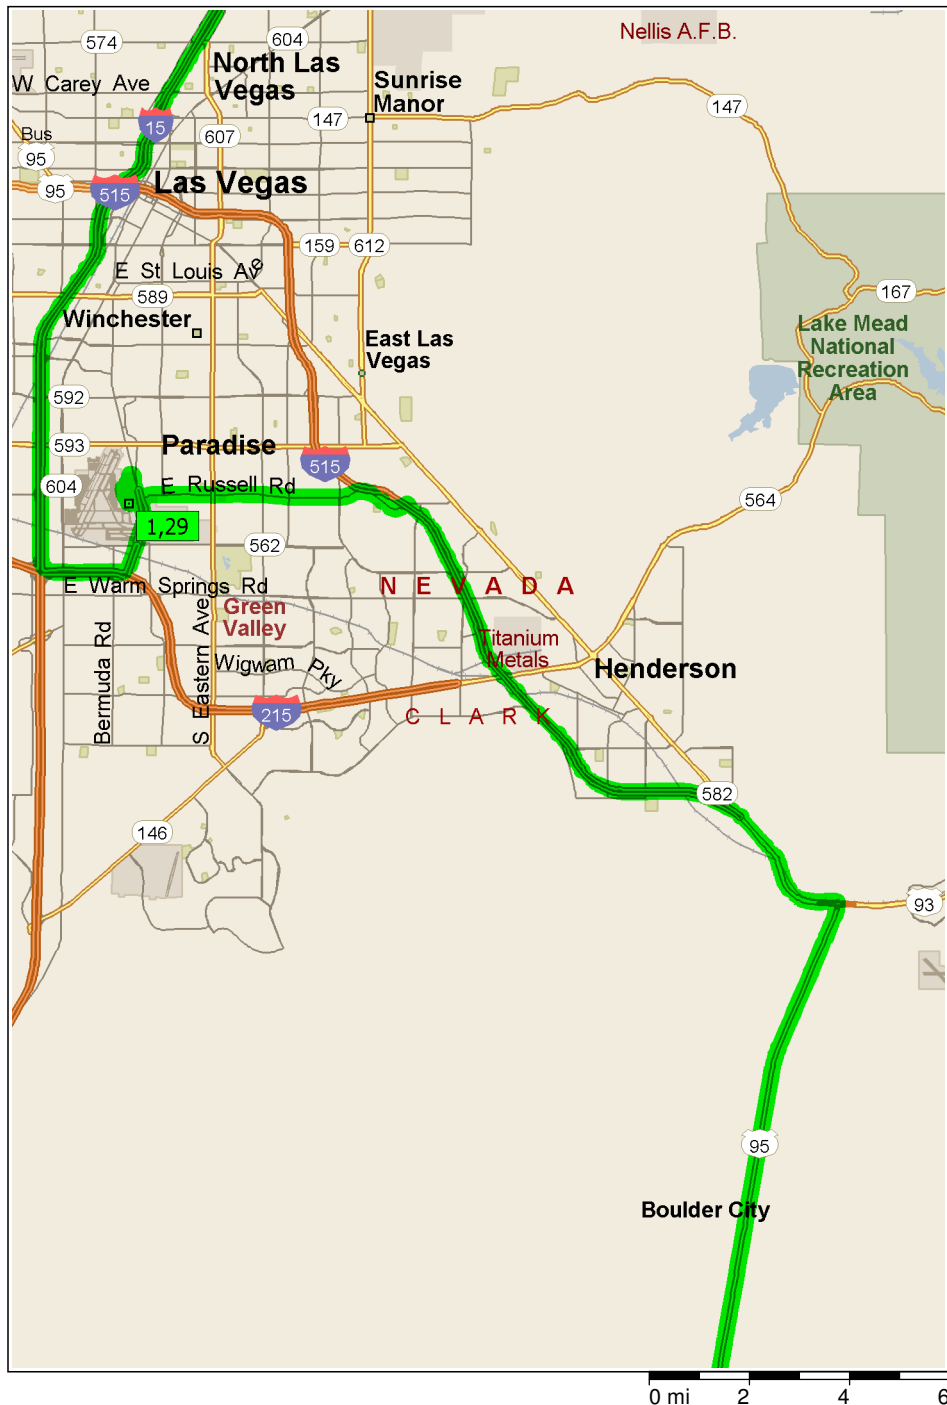 Nellis A.F.B.
574
604
North Las
Vegas
W Carey Ave
Sunrise
Manor
147
147
15
607
Bus
95
95
515
Las Vegas
159
612
E St Louis Ave
167
589
Winchester
Lake Mead
National
Recreation
Area
East Las
Vegas
592
593
Paradise
515
604
E Russell Rd
564
1,29
562
E Warm Springs Rd
NEVADA
Green
Valley
Titanium
Metals
Bermuda Rd
S Eastern Ave
Wigwam Pky
Henderson
215
CLARK
582
146
93
95
Boulder City
0 mi 2 4 6